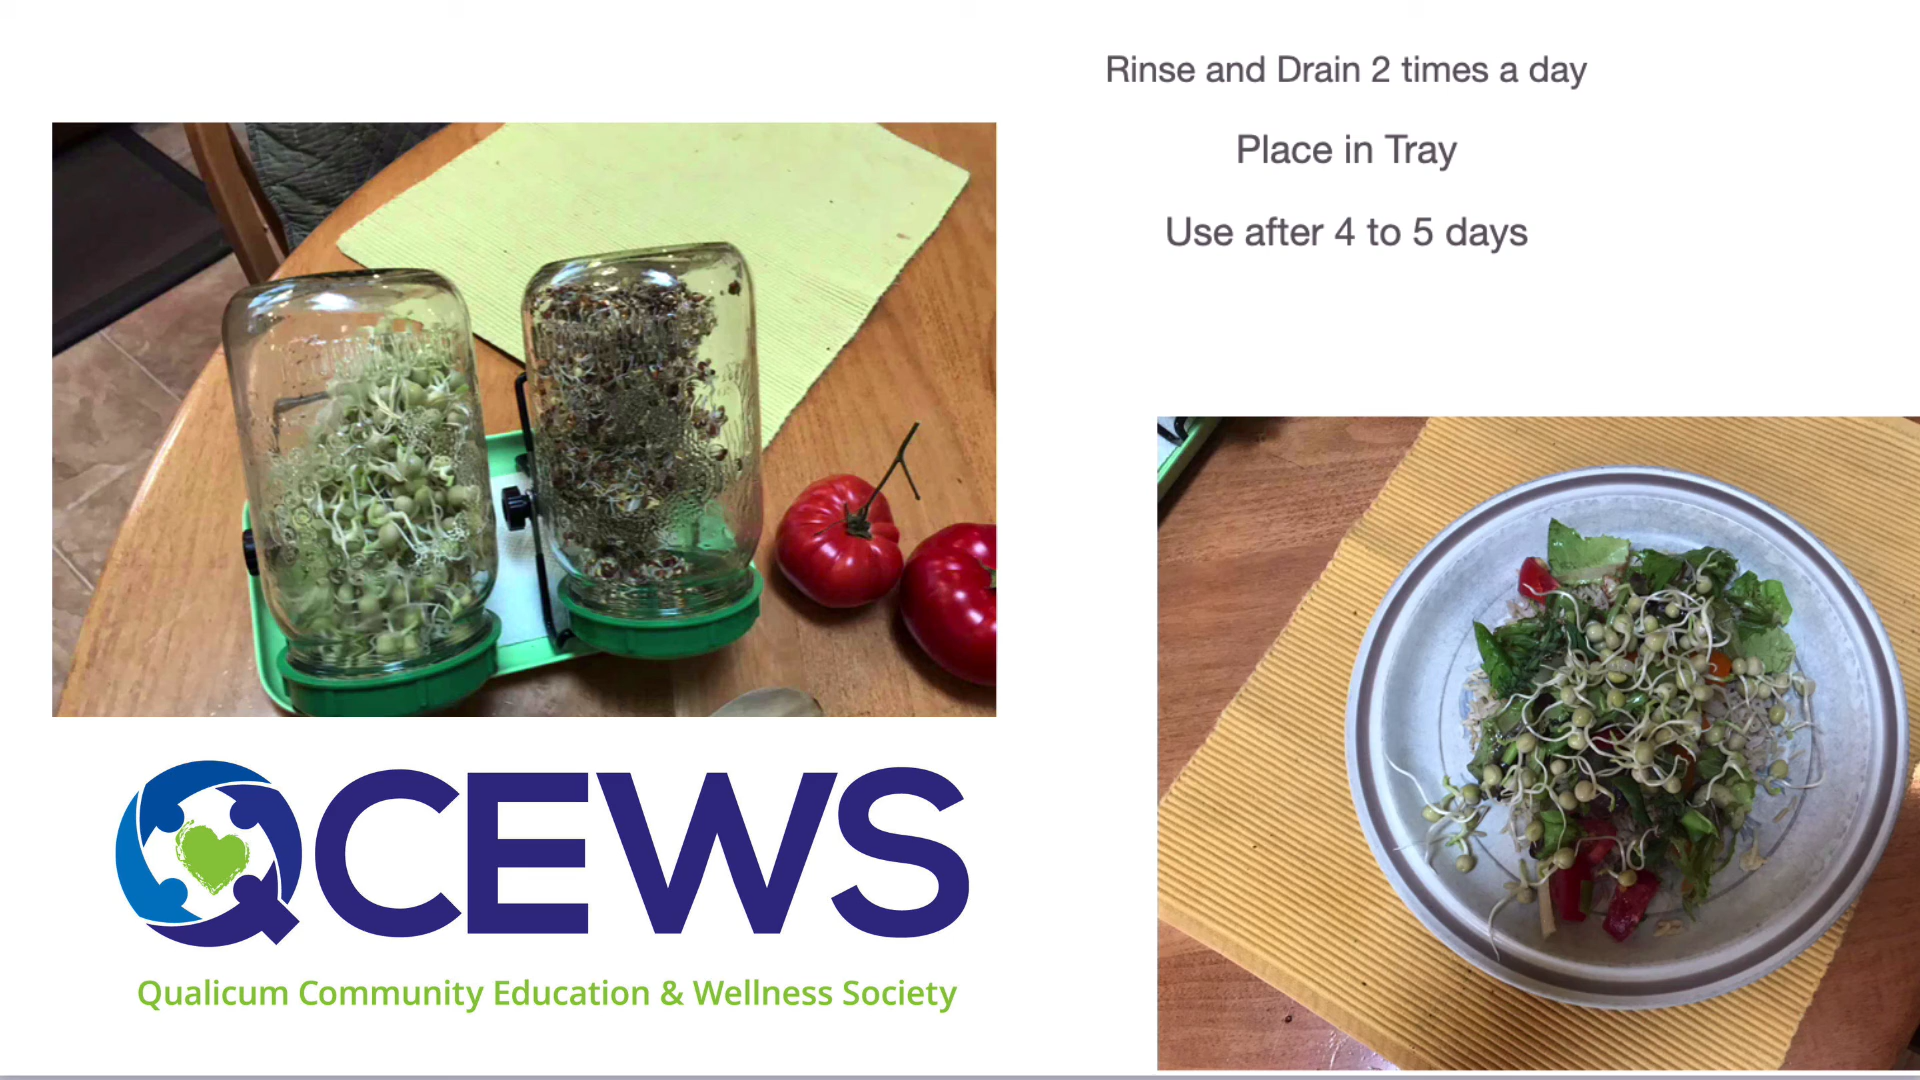 Rinse and Drain 2 times a day
Place in Tray
Use after 4 to 5 days
QCEWS
Qualicum Community Education & Wellness Society